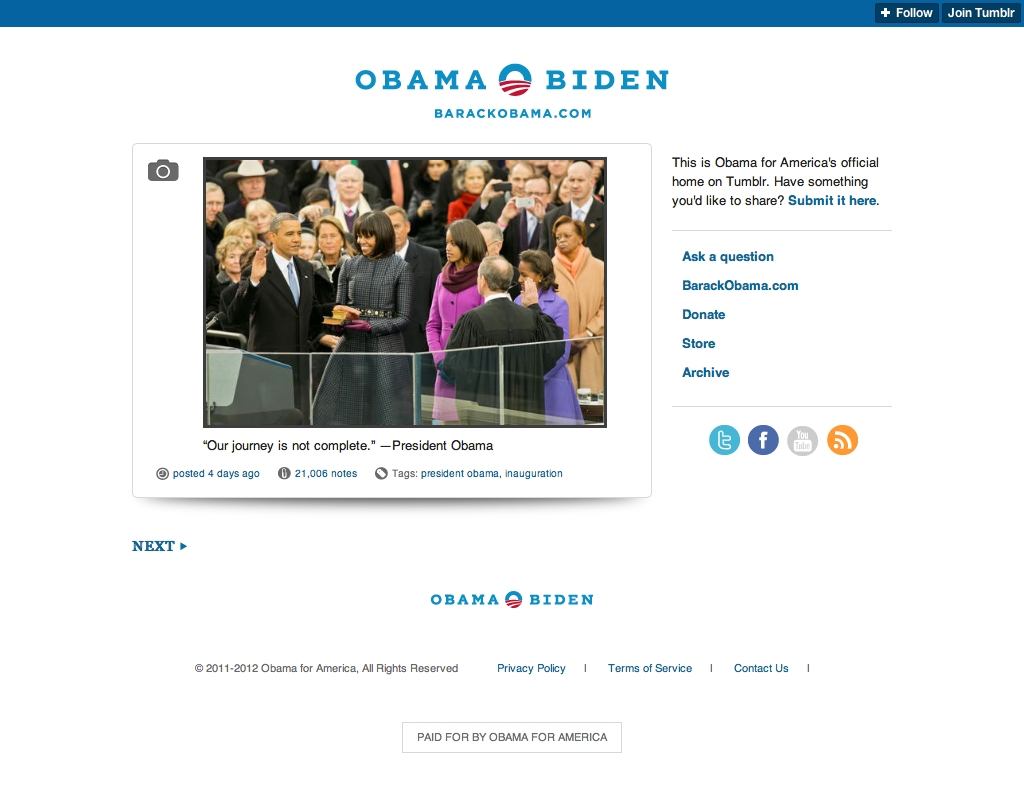 Follow
Join Tumblr
OBAMA BIDEN
BARACKOBAMA.COM
This is Obama for America's official
home on Tumblr. Have something
you'd like to share? Submit it here.
Ask a question
BarackObama.com
Donate
Store
Archive
You
Tube
“Our journey is not complete.” —President Obama
posted 4 days ago
21,006 notes
Tags: president obama, inauguration
NEXT
OBAMA BIDEN
© 2011-2012 Obama for America, All Rights Reserved
Privacy Policy | Terms of Service | Contact Us |
PAID FOR BY OBAMA FOR AMERICA